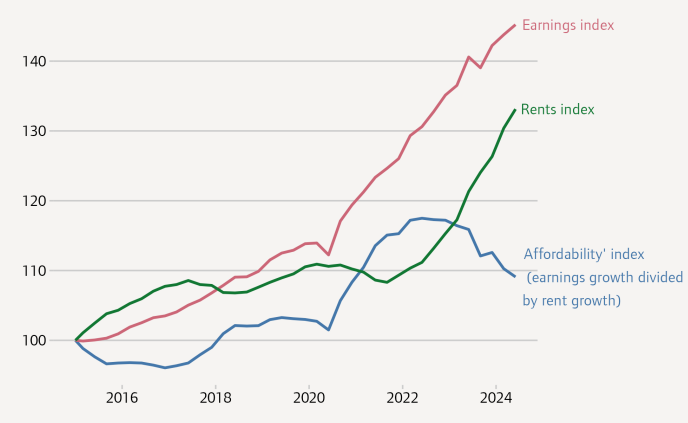 Earnings index
140
130
Rents index
120
110
Affordability' index
(earnings growth divided
by rent growth)
100
2016
2018
2020
2022
2024